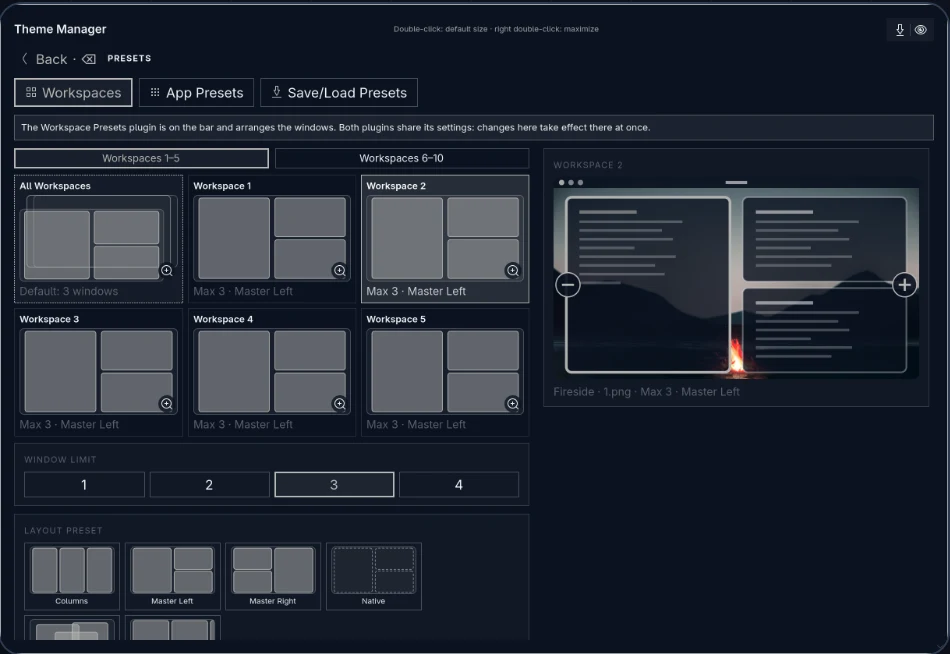 Theme Manager
Double-click: default size · right double-click: maximize
Back · PRESETS
Workspaces
App Presets
Save/Load Presets
The Workspace Presets plugin is on the bar and arranges the windows. Both plugins share its settings: changes here take effect there at once.
Workspaces 1–5
Workspaces 6–10
All Workspaces
Default: 3 windows
Workspace 1
Max 3 · Master Left
Workspace 2
Max 3 · Master Left
Workspace 3
Max 3 · Master Left
Workspace 4
Max 3 · Master Left
Workspace 5
Max 3 · Master Left
WINDOW LIMIT
1
2
3
4
LAYOUT PRESET
Columns
Master Left
Master Right
Native
WORKSPACE 2
Fireside · 1.png · Max 3 · Master Left